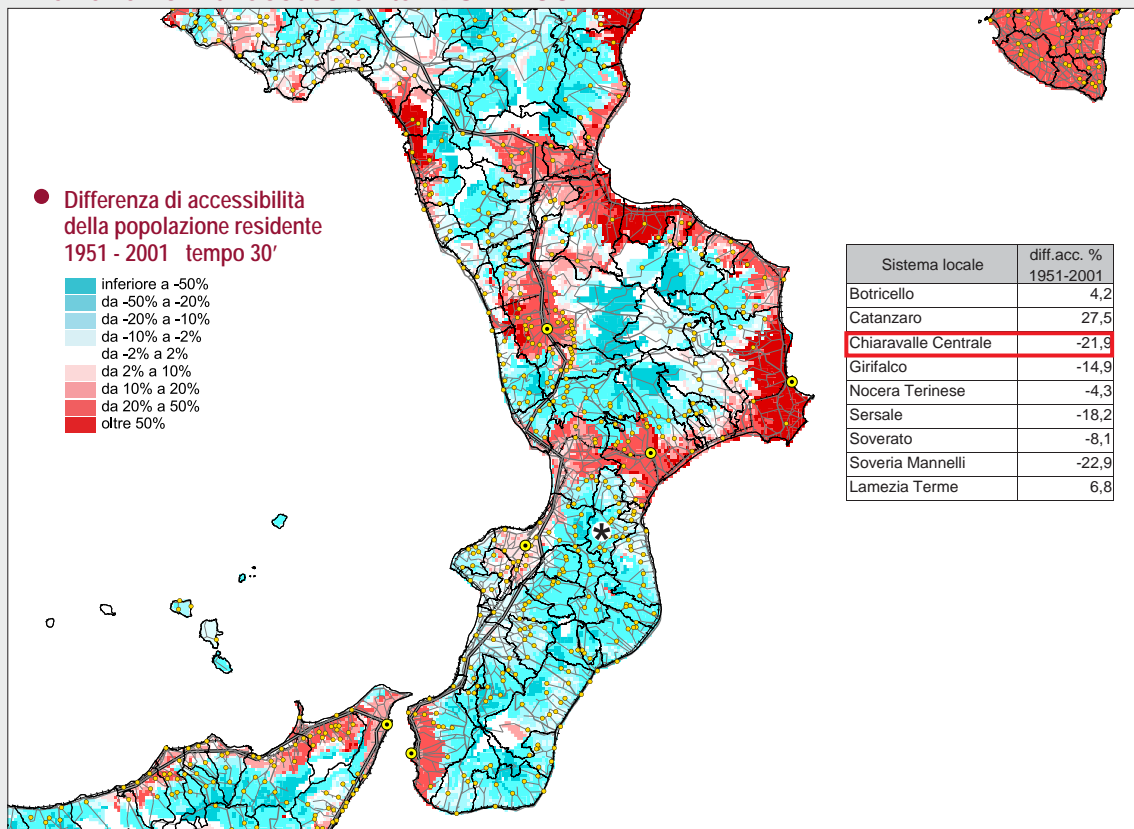 Differenza di accessibilità
della popolazione residente
1951 - 2001 tempo 30'
inferiore a -50%
da -50% a -20%
da -20% a -10%
da -10% a -2%
da -2% a 2%
da 2% a 10%
da 10% a 20%
da 20% a 50%
oltre 50%
Sistema locale diff.acc. % 1951-2001
Botricello 4,2
Catanzaro 27,5
Chiaravalle Centrale -21,9
Girifalco -14,9
Nocera Terinese -4,3
Sersale -18,2
Soverato -8,1
Soveria Mannelli -22,9
Lamezia Terme 6,8
*